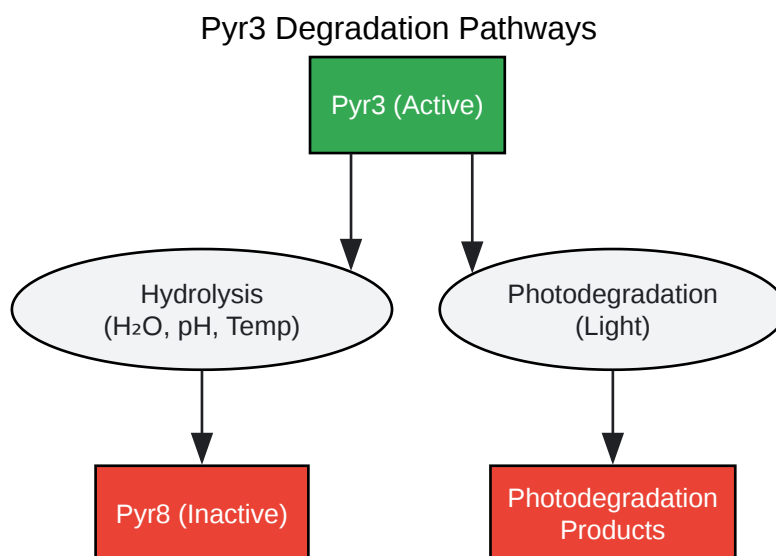 Pyr3 Degradation Pathways
Pyr3 (Active)
Hydrolysis
(H₂O, pH, Temp)
Photodegradation
(Light)
Pyr8 (Inactive)
Photodegradation
Products